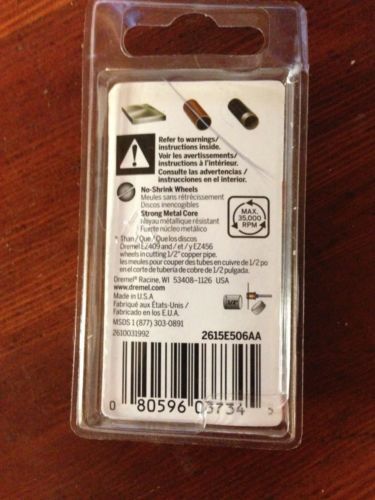 Refer to warnings/
instructions inside.
Voir les avertissements/
instructions à l'intérieur.
Consulte las advertencias /
instrucciones en el interior.
No-Shrink Wheels
Meules sans rétrécissement
Discos inencogibles
Strong Metal Core
Noyau métallique résistant
Fuerte núcleo metálico
MAX.
35,000
RPM
* Than / Que / Que los discos
Dremel EZ409 and / et / y EZ456
wheels in cutting 1/2" copper pipe.
les meules pour couper des tubes en cuivre de 1/2 po
en el corte de tubería de cobre de 1/2 pulgada.
Dremel® Racine, WI 53408-1126 USA
www.dremel.com
Made in U.S.A
Fabriqué aux États-Unis /
Fabricado en los E.U.A.
MSDS 1 (877) 303-0891
2610031992
2615E506AA
0 80596 03734 5